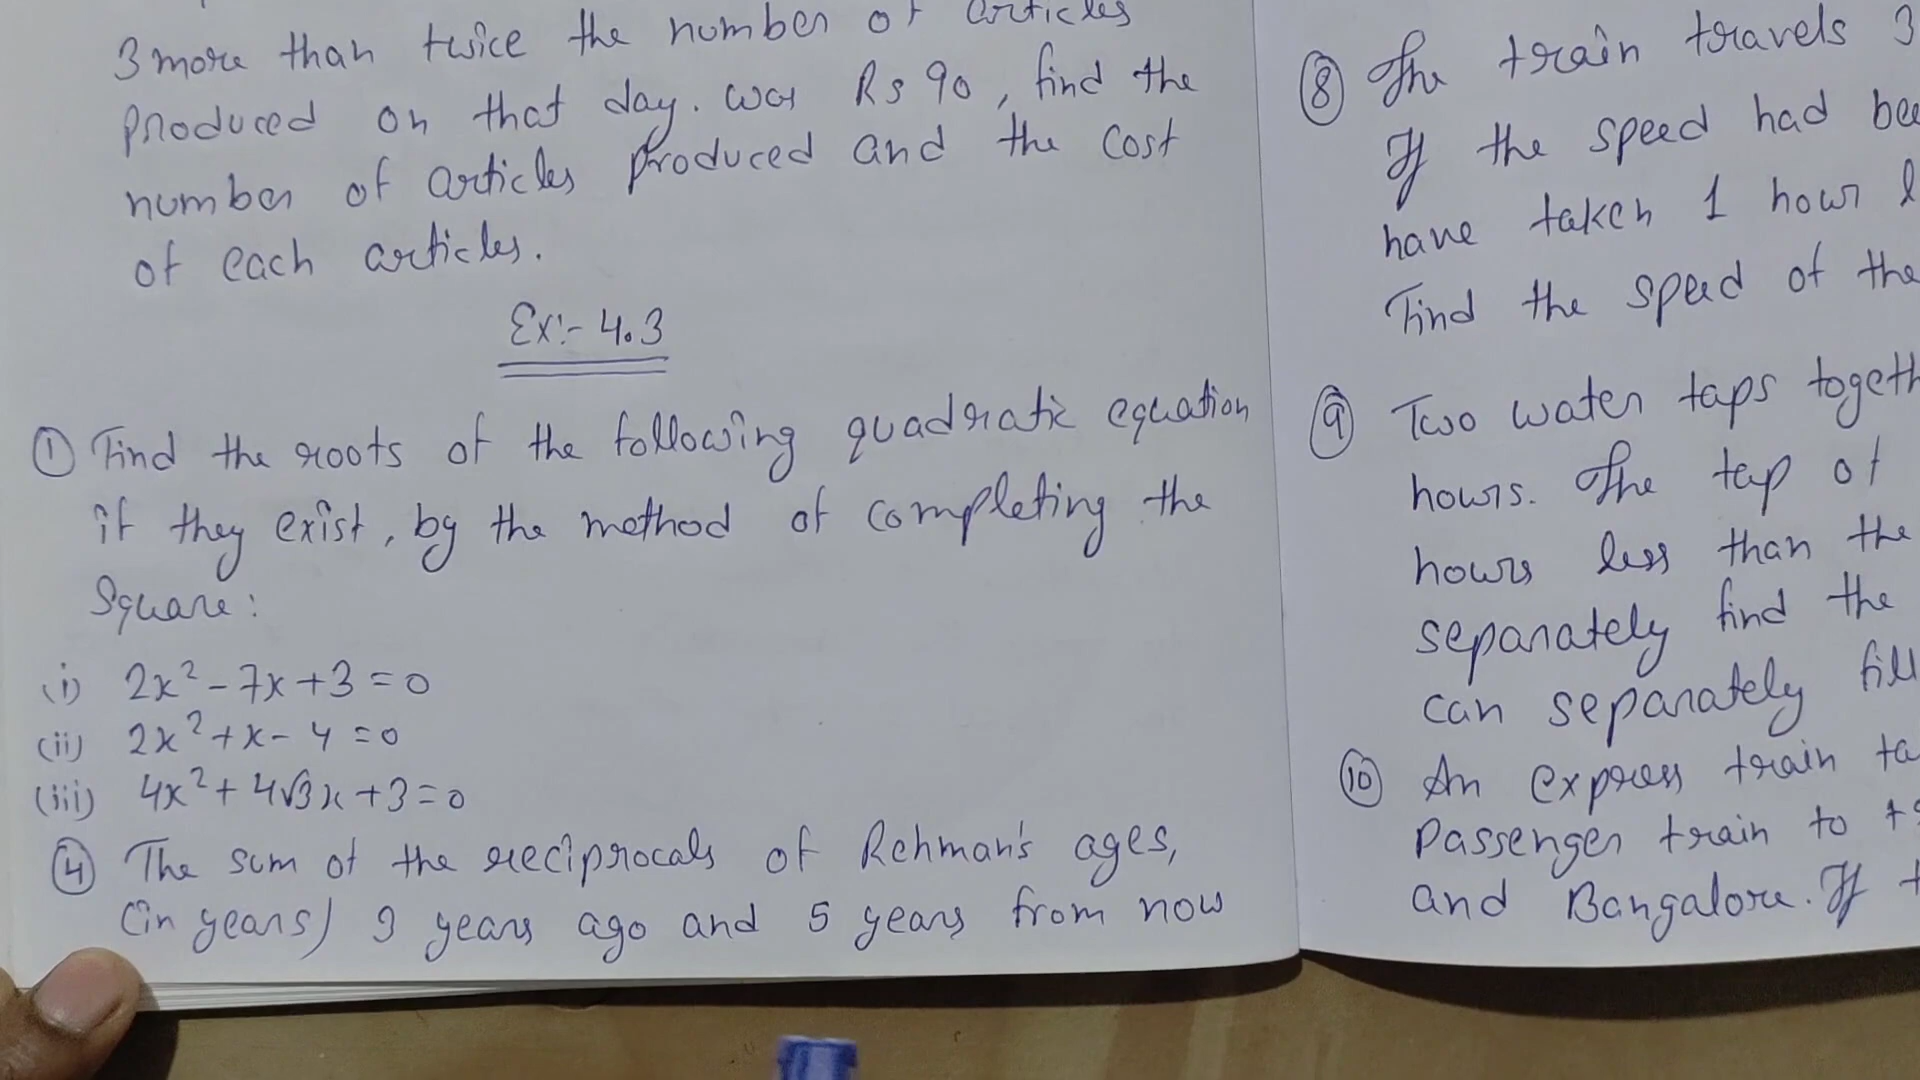 3 more than twice the number of articles
produced on that day. was Rs 90, find the
number of articles produced and the cost
of each articles.
Ex:- 4.3
① Find the roots of the following quadratic equation
if they exist, by the method of completing the
Square:
(i) 2x² - 7x + 3 = 0
(ii) 2x² + x - 4 = 0
(iii) 4x² + 4√3x + 3 = 0
④ The sum of the reciprocals of Rehman's ages,
(in years) 3 years ago and 5 years from now
⑧ The train travels 3
If the speed had
have taken 1 hour
Find the speed of the
⑨ Two water taps
hours. The tap of
hours less than the
separately find the
can separately
⑩ An express train
Passenger train to
and Bangalore. If